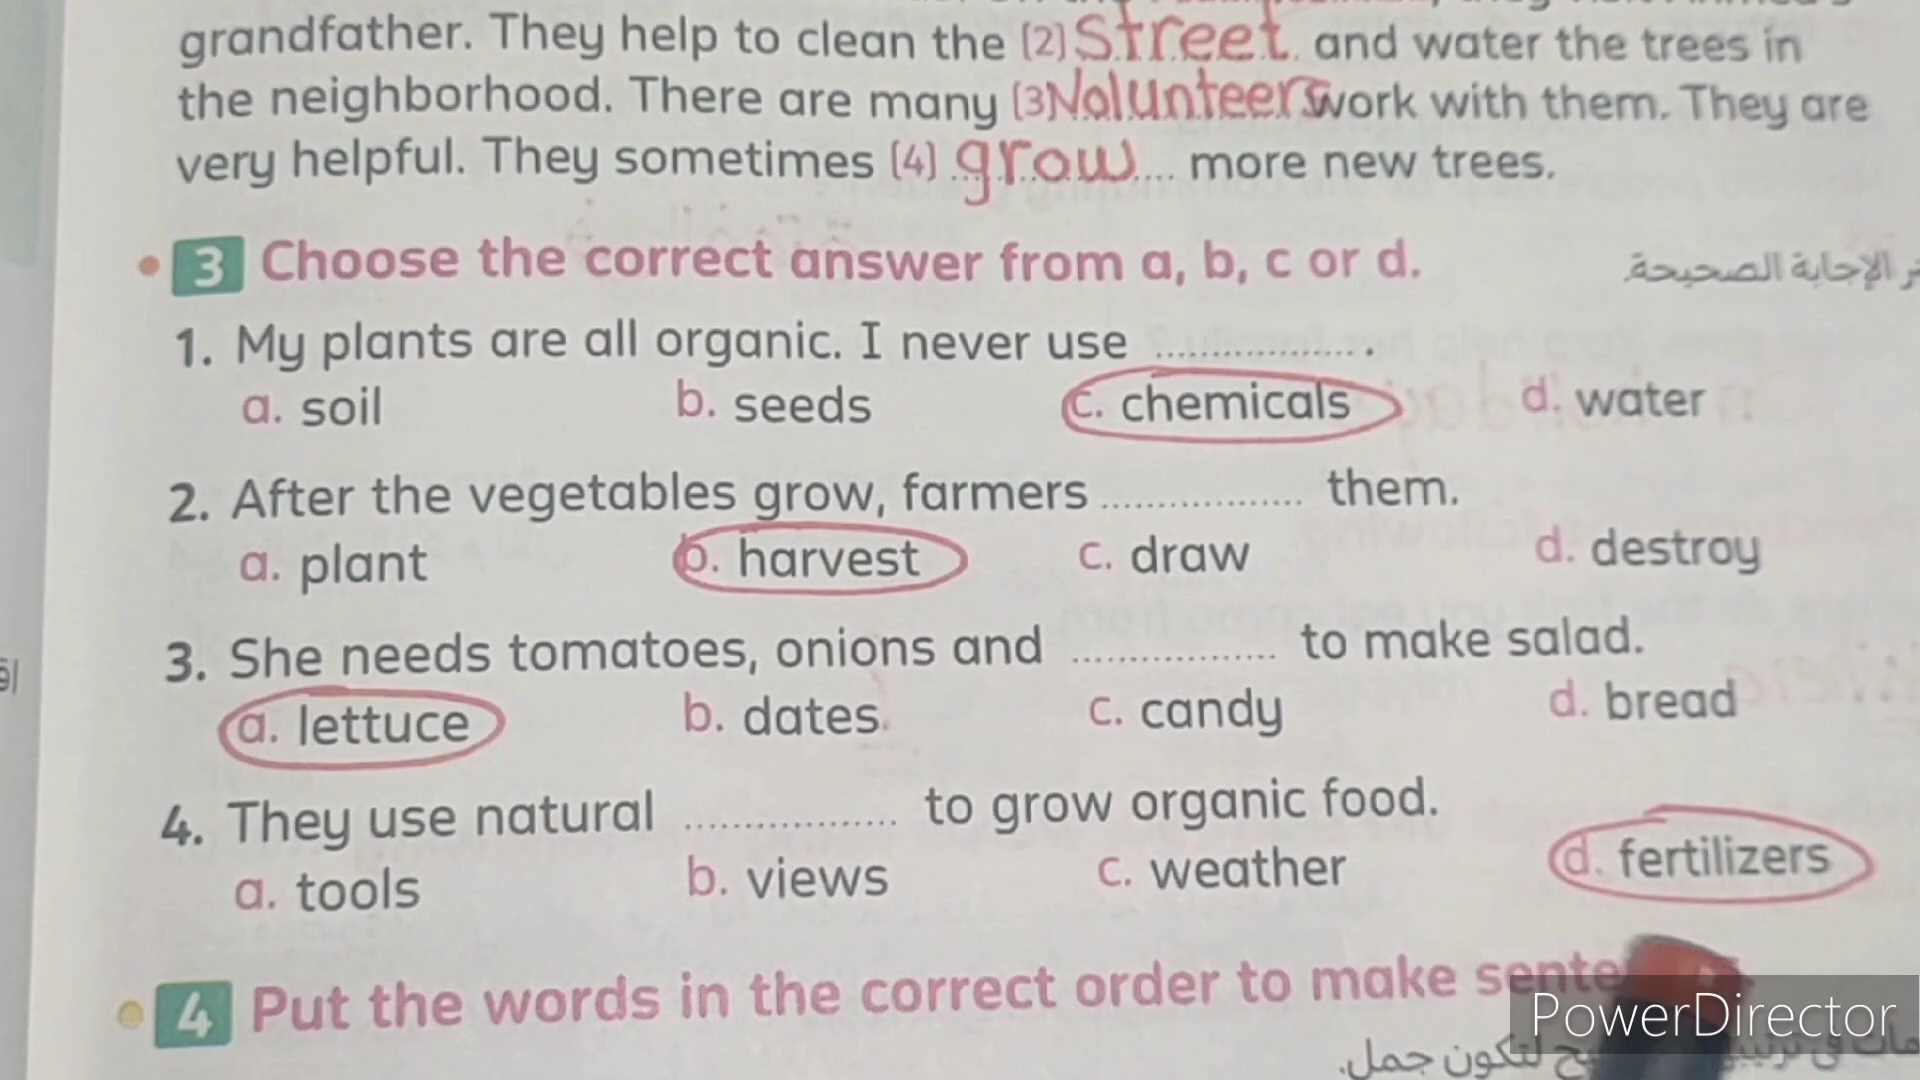 grandfather. They help to clean the (2) Street and water the trees in
the neighborhood. There are many (3) Volunteers work with them. They are
very helpful. They sometimes (4) grow more new trees.
3 Choose the correct answer from a, b, c or d.
الإجابة الصحيحة.
1. My plants are all organic. I never use ................. .
a. soil b. seeds c. chemicals d. water
2. After the vegetables grow, farmers ................. them.
a. plant b. harvest c. draw d. destroy
3. She needs tomatoes, onions and ................. to make salad.
a. lettuce b. dates c. candy d. bread
4. They use natural ................. to grow organic food.
a. tools b. views c. weather d. fertilizers
4 Put the words in the correct order to make
PowerDirector
لتكون جمل.